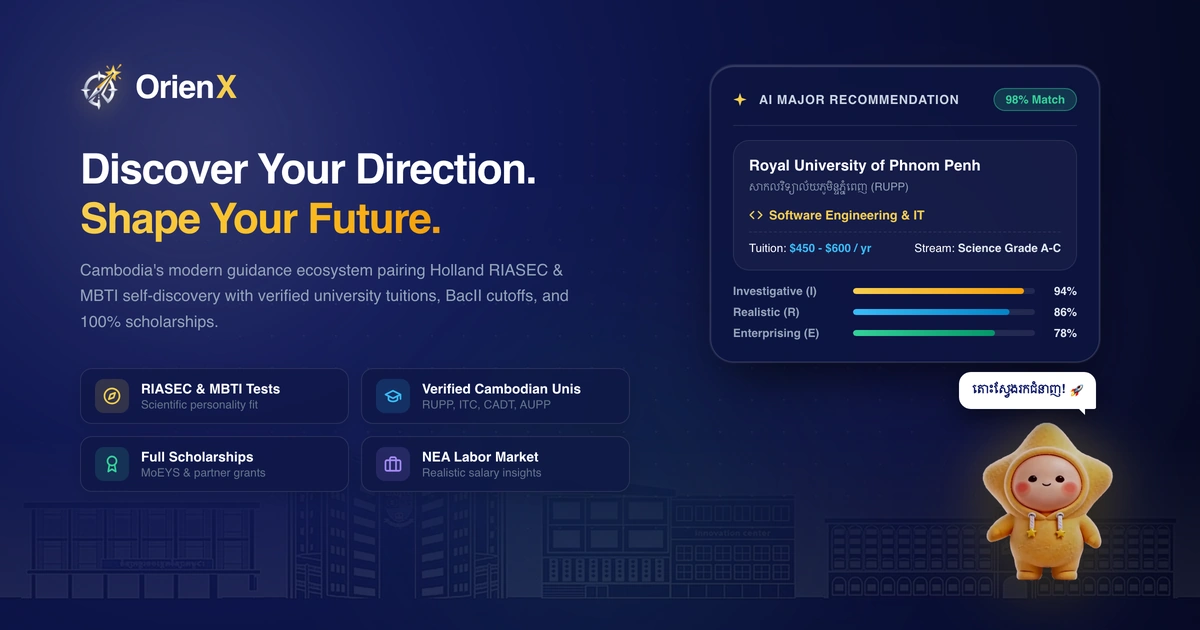 OrienX
Discover Your Direction.
Shape Your Future.
Cambodia's modern guidance ecosystem pairing Holland RIASEC &
MBTI self-discovery with verified university tuitions, BacII cutoffs, and
100% scholarships.
RIASEC & MBTI Tests
Scientific personality fit
Verified Cambodian Unis
RUPP, ITC, CADT, AUPP
Full Scholarships
MoEYS & partner grants
NEA Labor Market
Realistic salary insights
AI MAJOR RECOMMENDATION
98% Match
Royal University of Phnom Penh
សាកលវិទ្យាល័យភូមិន្ទភ្នំពេញ (RUPP)
Software Engineering & IT
Tuition: $450 - $600 / yr
Stream: Science Grade A-C
Investigative (I) 94%
Realistic (R) 86%
Enterprising (E) 78%
តោះស្វែងរកជំនាញ! 🚀
innovation center